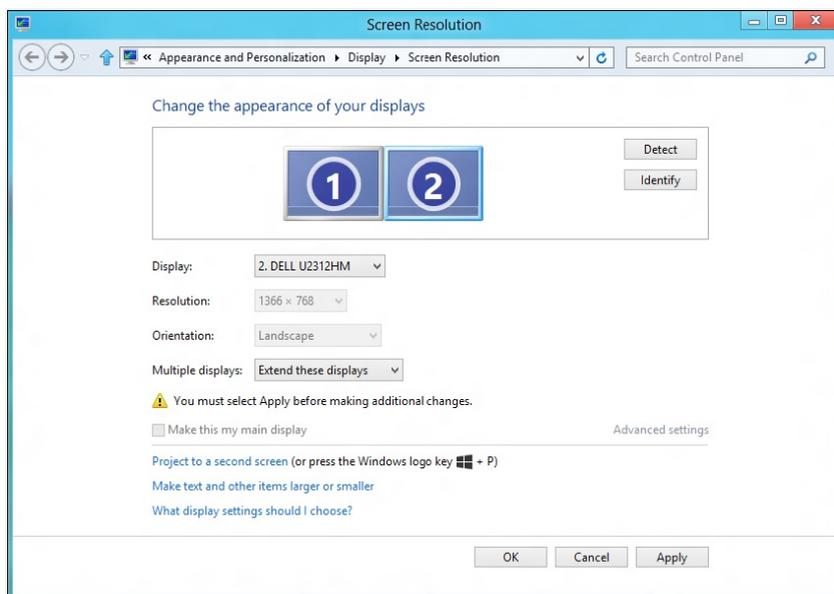 Screen Resolution
« Appearance and Personalization Display Screen Resolution Search Control Panel
Change the appearance of your displays
1 2
Detect
Identify
Display: 2. DELL U2312HM
Resolution: 1366 × 768
Orientation: Landscape
Multiple displays: Extend these displays
You must select Apply before making additional changes.
Make this my main display Advanced settings
Project to a second screen (or press the Windows logo key + P)
Make text and other items larger or smaller
What display settings should I choose?
OK Cancel Apply